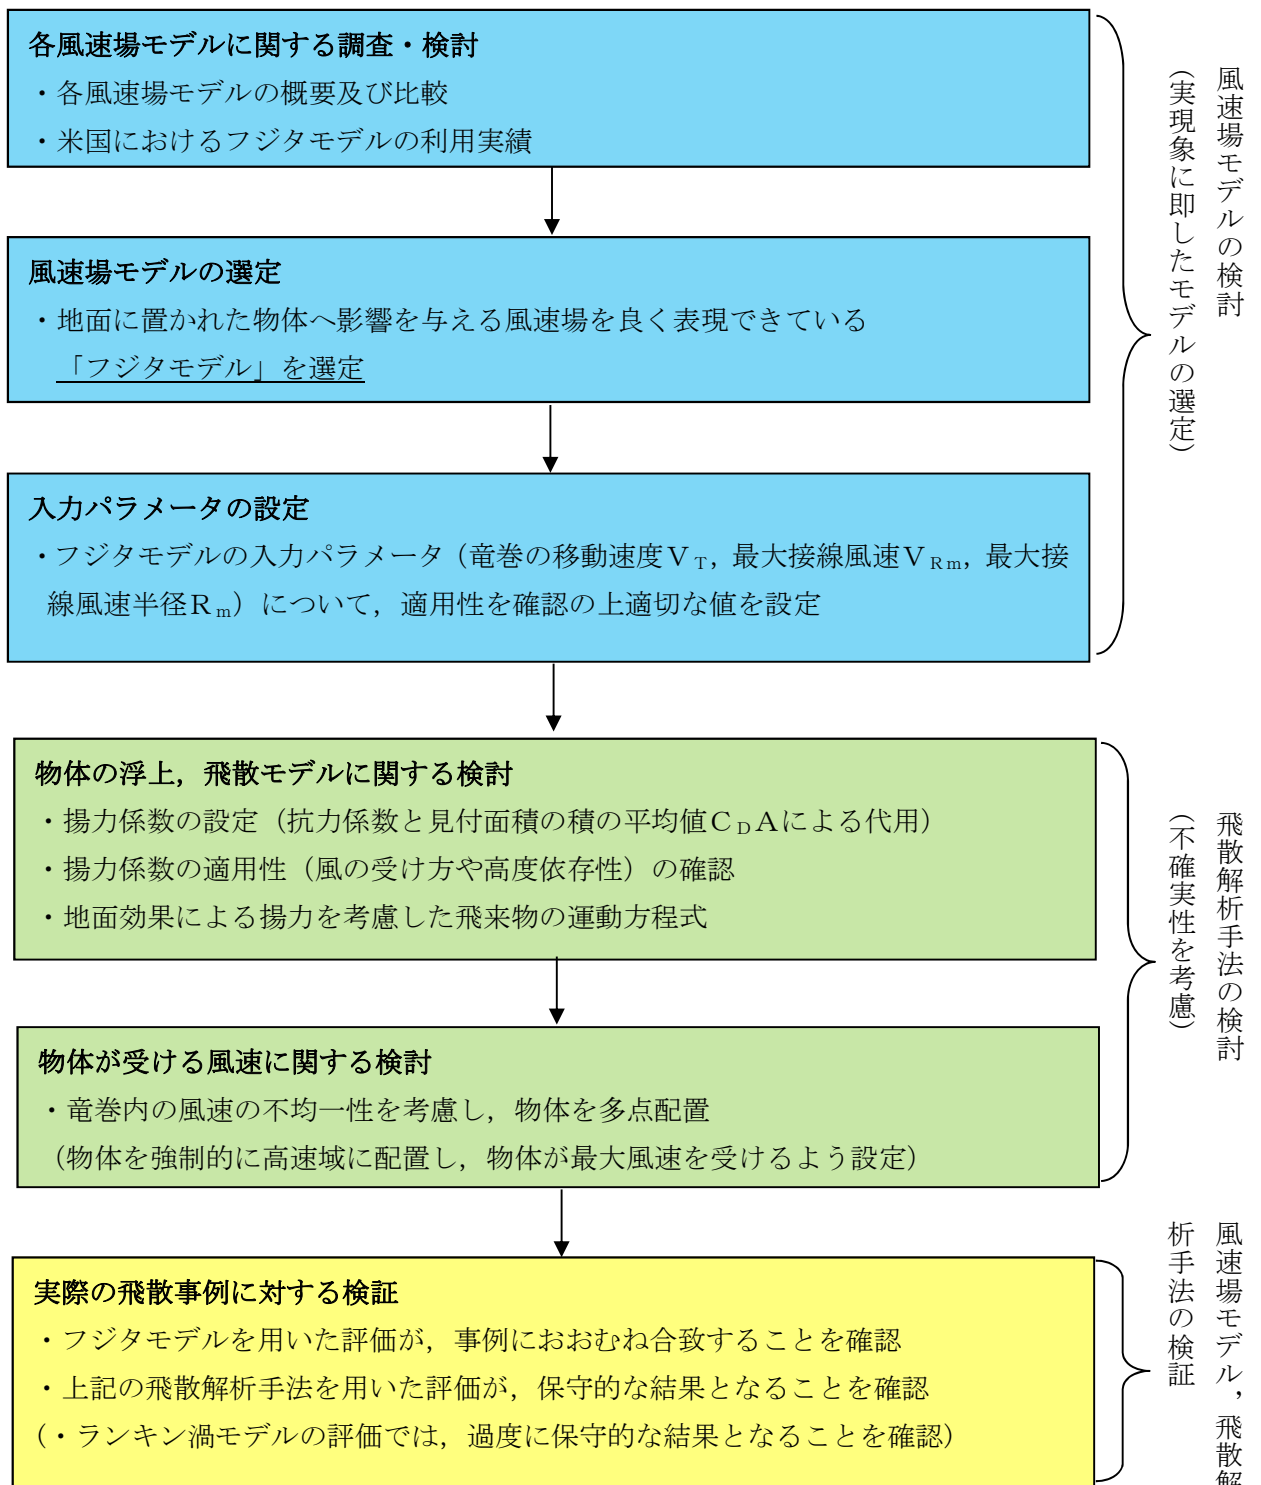 各風速場モデルに関する調査・検討
・各風速場モデルの概要及び比較
・米国におけるフジタモデルの利用実績
風速場モデルの選定
・地面に置かれた物体へ影響を与える風速場を良く表現できている
「フジタモデル」を選定
入力パラメータの設定
・フジタモデルの入力パラメータ（竜巻の移動速度ＶT，最大接線風速ＶRm，最大接
線風速半径Ｒm）について，適用性を確認の上適切な値を設定
風速場モデルの検討
（実現象に即したモデルの選定）
物体の浮上，飛散モデルに関する検討
・揚力係数の設定（抗力係数と見付面積の積の平均値ＣDＡによる代用）
・揚力係数の適用性（風の受け方や高度依存性）の確認
・地面効果による揚力を考慮した飛来物の運動方程式
物体が受ける風速に関する検討
・竜巻内の風速の不均一性を考慮し，物体を多点配置
（物体を強制的に高速域に配置し，物体が最大風速を受けるよう設定）
飛散解析手法の検討
（不確実性を考慮）
実際の飛散事例に対する検証
・フジタモデルを用いた評価が，事例におおむね合致することを確認
・上記の飛散解析手法を用いた評価が，保守的な結果となることを確認
（・ランキン渦モデルの評価では，過度に保守的な結果となることを確認）
風速場モデル，飛散解
析手法の検証